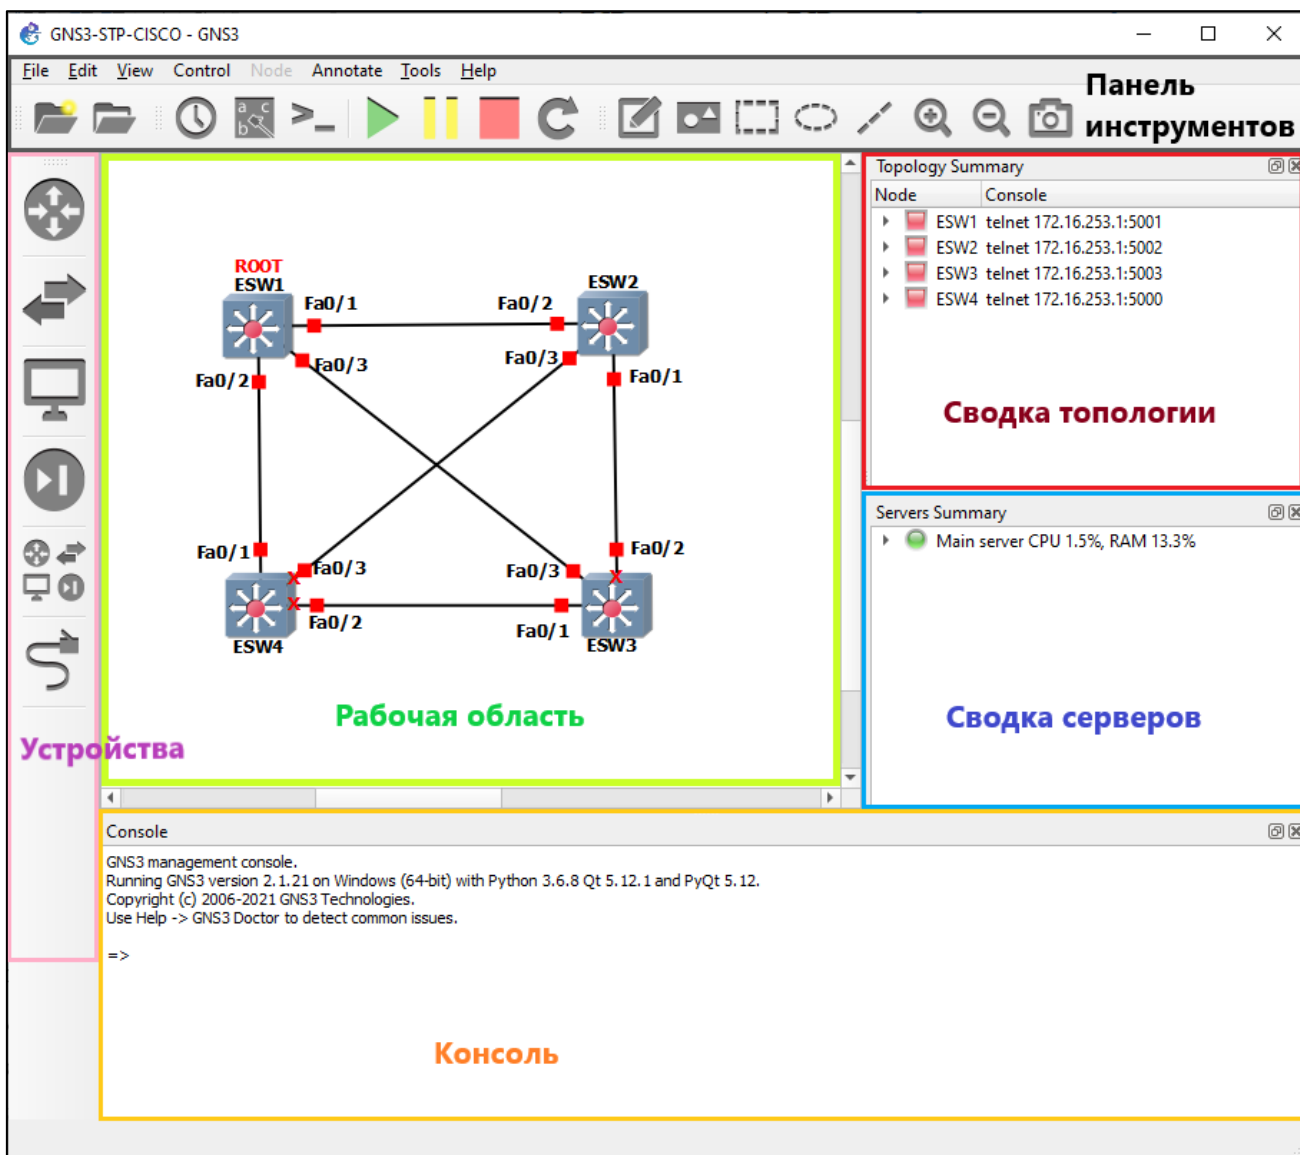 GNS3-STP-CISCO - GNS3
File Edit View Control Node Annotate Tools Help
Панель
инструментов
Topology Summary
Node Console
ESW1 telnet 172.16.253.1:5001
ESW2 telnet 172.16.253.1:5002
ESW3 telnet 172.16.253.1:5003
ESW4 telnet 172.16.253.1:5000
Сводка топологии
ROOT
ESW1
ESW2
Fa0/1
Fa0/2
Fa0/3
Fa0/3
Fa0/2
Fa0/1
Fa0/1
Fa0/3
Fa0/3
Fa0/2
X
X
X
Fa0/2
Fa0/1
ESW4
ESW3
Рабочая область
Устройства
Servers Summary
Main server CPU 1.5%, RAM 13.3%
Сводка серверов
Console
GNS3 management console.
Running GNS3 version 2.1.21 on Windows (64-bit) with Python 3.6.8 Qt 5.12.1 and PyQt 5.12.
Copyright (c) 2006-2021 GNS3 Technologies.
Use Help -> GNS3 Doctor to detect common issues.
=>
Консоль